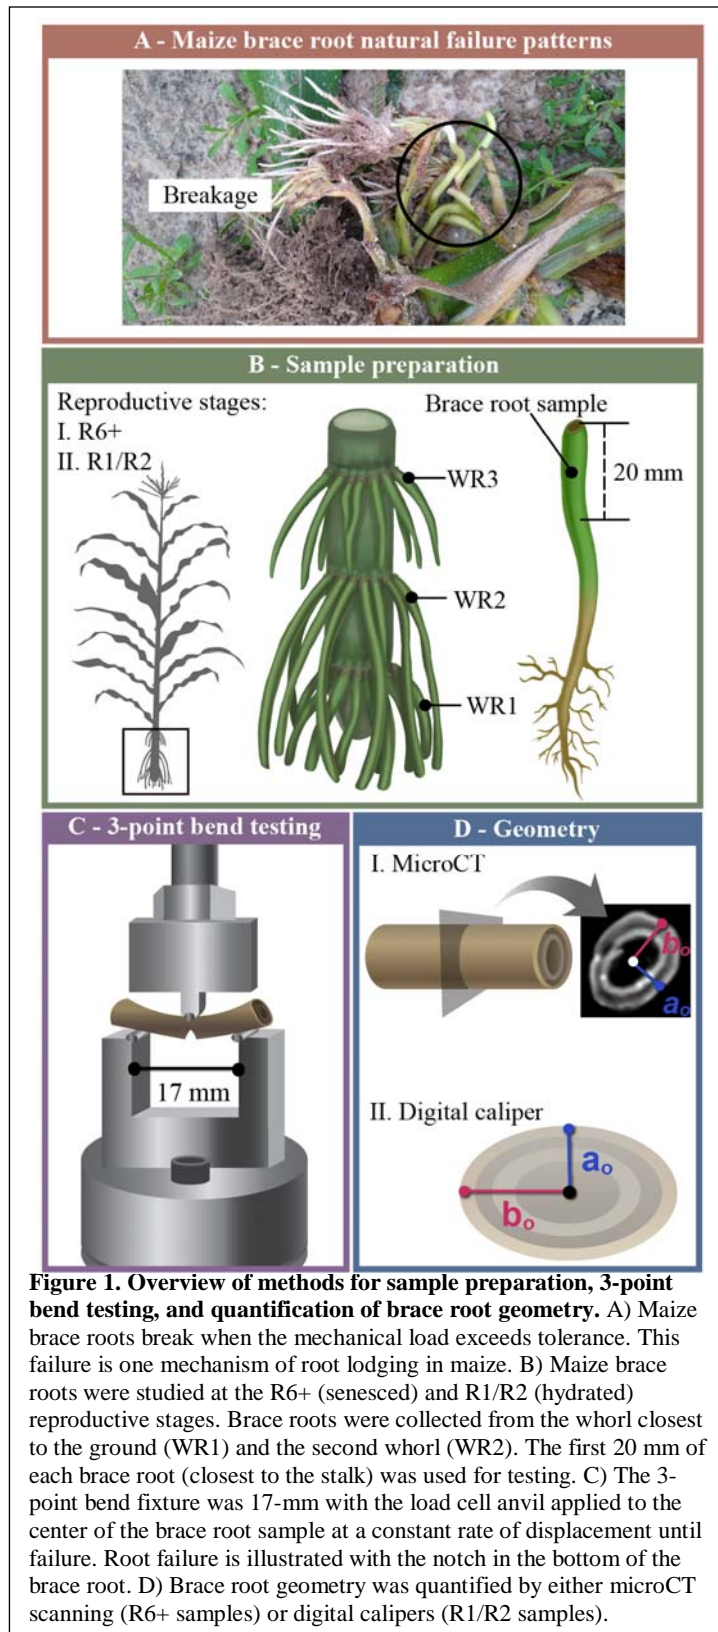 A - Maize brace root natural failure patterns
Breakage
B - Sample preparation
Reproductive stages:
I. R6+
II. R1/R2
Brace root sample
20 mm
WR3
WR2
WR1
C - 3-point bend testing
17 mm
D - Geometry
I. MicroCT
bo
ao
II. Digital caliper
ao
bo
Figure 1. Overview of methods for sample preparation, 3-point
bend testing, and quantification of brace root geometry. A) Maize
brace roots break when the mechanical load exceeds tolerance. This
failure is one mechanism of root lodging in maize. B) Maize brace
roots were studied at the R6+ (senesced) and R1/R2 (hydrated)
reproductive stages. Brace roots were collected from the whorl closest
to the ground (WR1) and the second whorl (WR2). The first 20 mm of
each brace root (closest to the stalk) was used for testing. C) The 3-
point bend fixture was 17-mm with the load cell anvil applied to the
center of the brace root sample at a constant rate of displacement until
failure. Root failure is illustrated with the notch in the bottom of the
brace root. D) Brace root geometry was quantified by either microCT
scanning (R6+ samples) or digital calipers (R1/R2 samples).